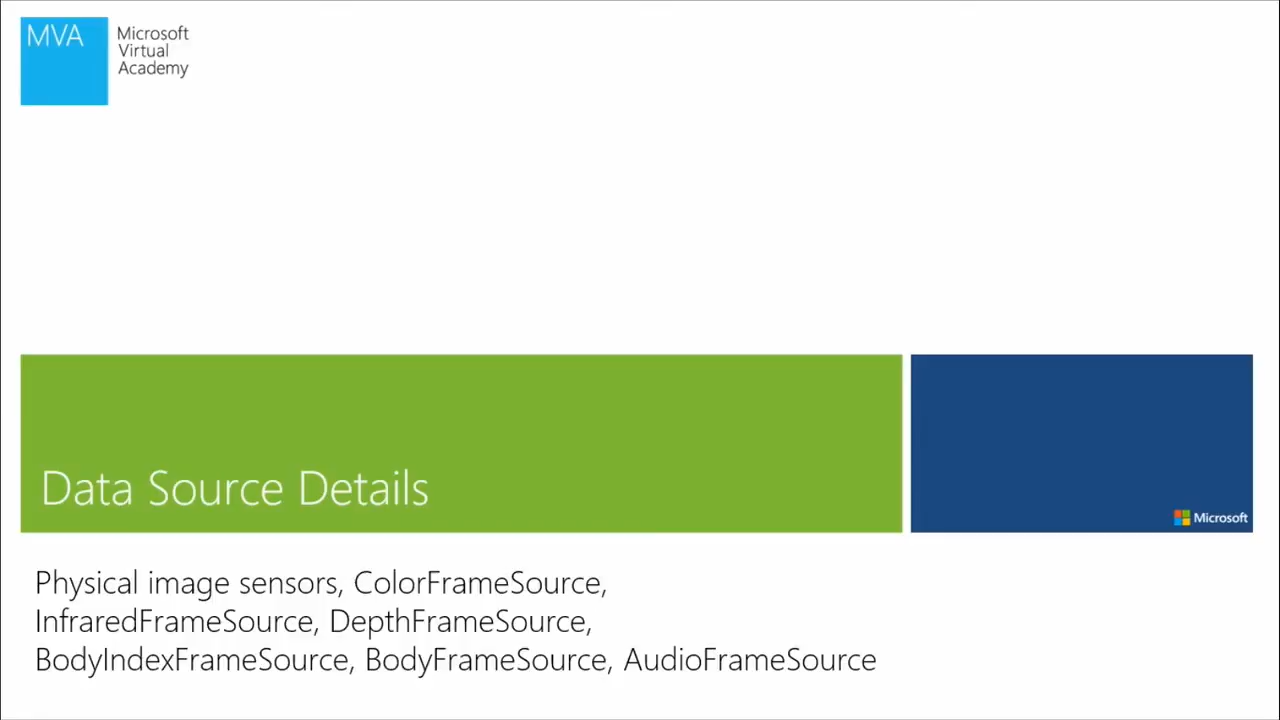 MVA
Microsoft
Virtual
Academy
Data Source Details
Microsoft
Physical image sensors, ColorFrameSource,
InfraredFrameSource, DepthFrameSource,
BodyIndexFrameSource, BodyFrameSource, AudioFrameSource